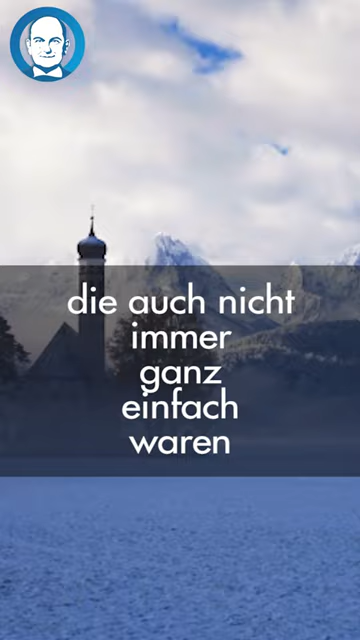 die auch nicht
immer
ganz
einfach
waren